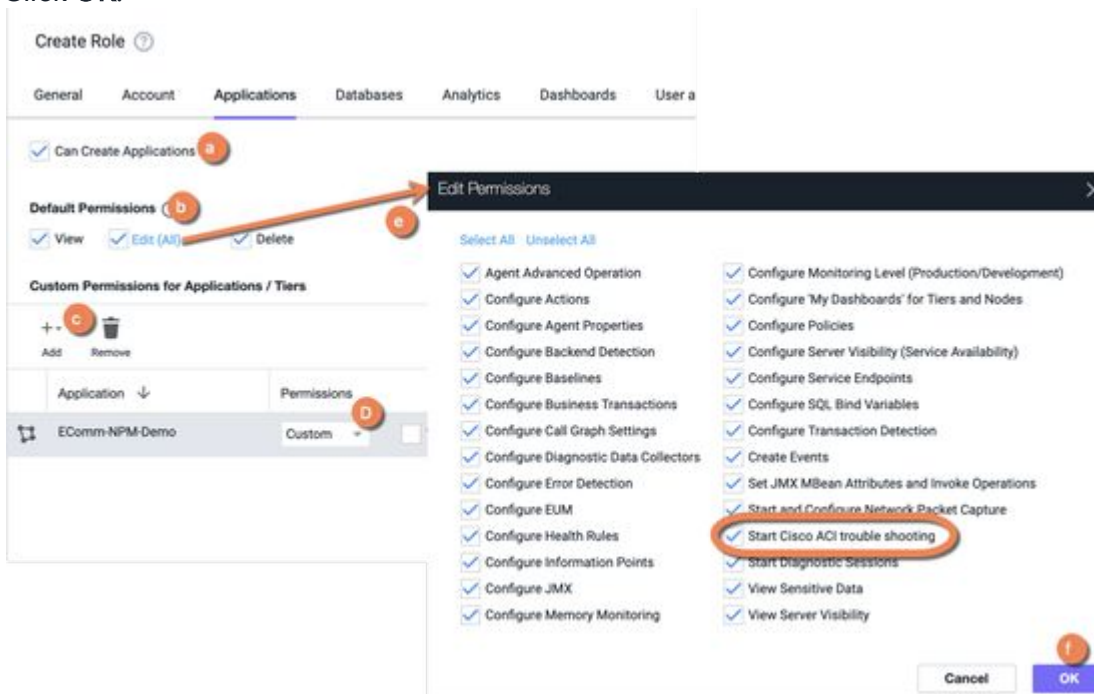 Click OK.
Create Role ?
General Account Applications Databases Analytics Dashboards User a
Can Create Applications a
Default Permissions b
View Edit (All) Delete
Custom Permissions for Applications / Tiers
c
Add Remove
Application Permissions
D
EComm-NPM-Demo Custom
Edit Permissions
e
Select All Unselect All
Agent Advanced Operation
Configure Actions
Configure Agent Properties
Configure Backend Detection
Configure Baselines
Configure Business Transactions
Configure Call Graph Settings
Configure Diagnostic Data Collectors
Configure Error Detection
Configure EUM
Configure Health Rules
Configure Information Points
Configure JMX
Configure Memory Monitoring
Configure Monitoring Level (Production/Development)
Configure 'My Dashboards' for Tiers and Nodes
Configure Policies
Configure Server Visibility (Service Availability)
Configure Service Endpoints
Configure SQL Bind Variables
Configure Transaction Detection
Create Events
Set JMX MBean Attributes and Invoke Operations
Start and Configure Network Packet Capture
Start Cisco ACI trouble shooting
Start Diagnostic Sessions
View Sensitive Data
View Server Visibility
f
Cancel OK